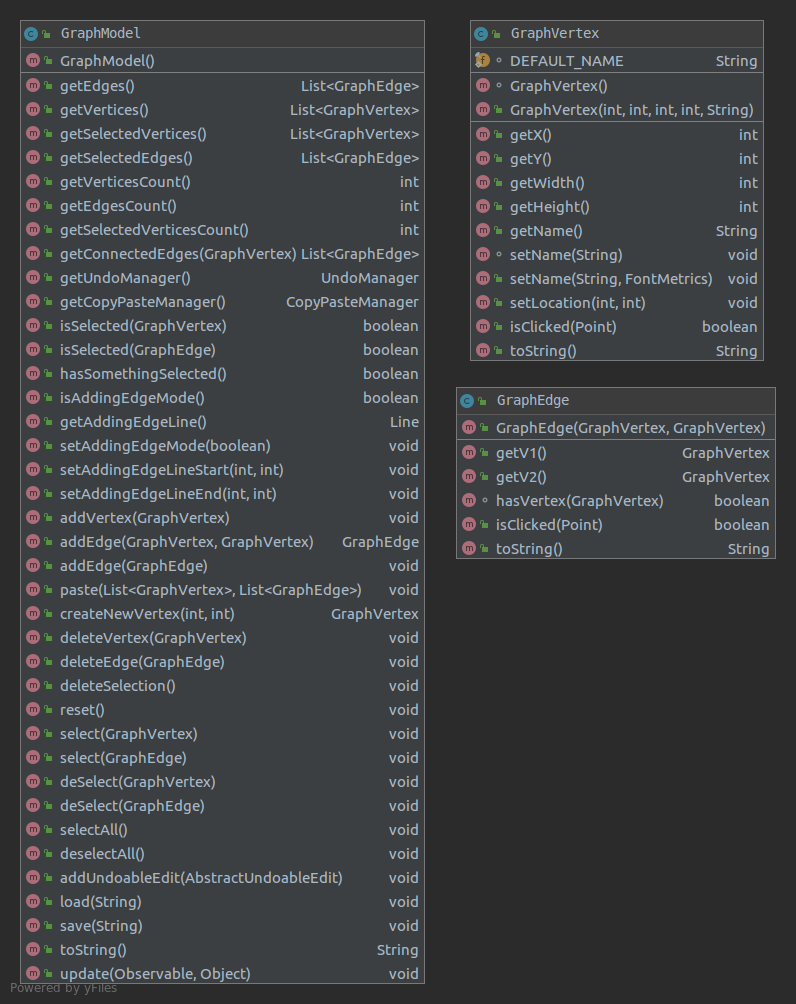 GraphModel
GraphModel()
getEdges() List<GraphEdge>
getVertices() List<GraphVertex>
getSelectedVertices() List<GraphVertex>
getSelectedEdges() List<GraphEdge>
getVerticesCount() int
getEdgesCount() int
getSelectedVerticesCount() int
getConnectedEdges(GraphVertex) List<GraphEdge>
getUndoManager() UndoManager
getCopyPasteManager() CopyPasteManager
isSelected(GraphVertex) boolean
isSelected(GraphEdge) boolean
hasSomethingSelected() boolean
isAddingEdgeMode() boolean
getAddingEdgeLine() Line
setAddingEdgeMode(boolean) void
setAddingEdgeLineStart(int, int) void
setAddingEdgeLineEnd(int, int) void
addVertex(GraphVertex) void
addEdge(GraphVertex, GraphVertex) GraphEdge
addEdge(GraphEdge) void
paste(List<GraphVertex>, List<GraphEdge>) void
createNewVertex(int, int) GraphVertex
deleteVertex(GraphVertex) void
deleteEdge(GraphEdge) void
deleteSelection() void
reset() void
select(GraphVertex) void
select(GraphEdge) void
deSelect(GraphVertex) void
deSelect(GraphEdge) void
selectAll() void
deselectAll() void
addUndoableEdit(AbstractUndoableEdit) void
load(String) void
save(String) void
toString() String
update(Observable, Object) void
GraphVertex
DEFAULT_NAME String
GraphVertex()
GraphVertex(int, int, int, int, String)
getX() int
getY() int
getWidth() int
getHeight() int
getName() String
setName(String) void
setName(String, FontMetrics) void
setLocation(int, int) void
isClicked(Point) boolean
toString() String
GraphEdge
GraphEdge(GraphVertex, GraphVertex)
getV1() GraphVertex
getV2() GraphVertex
hasVertex(GraphVertex) boolean
isClicked(Point) boolean
toString() String
Powered by yFiles